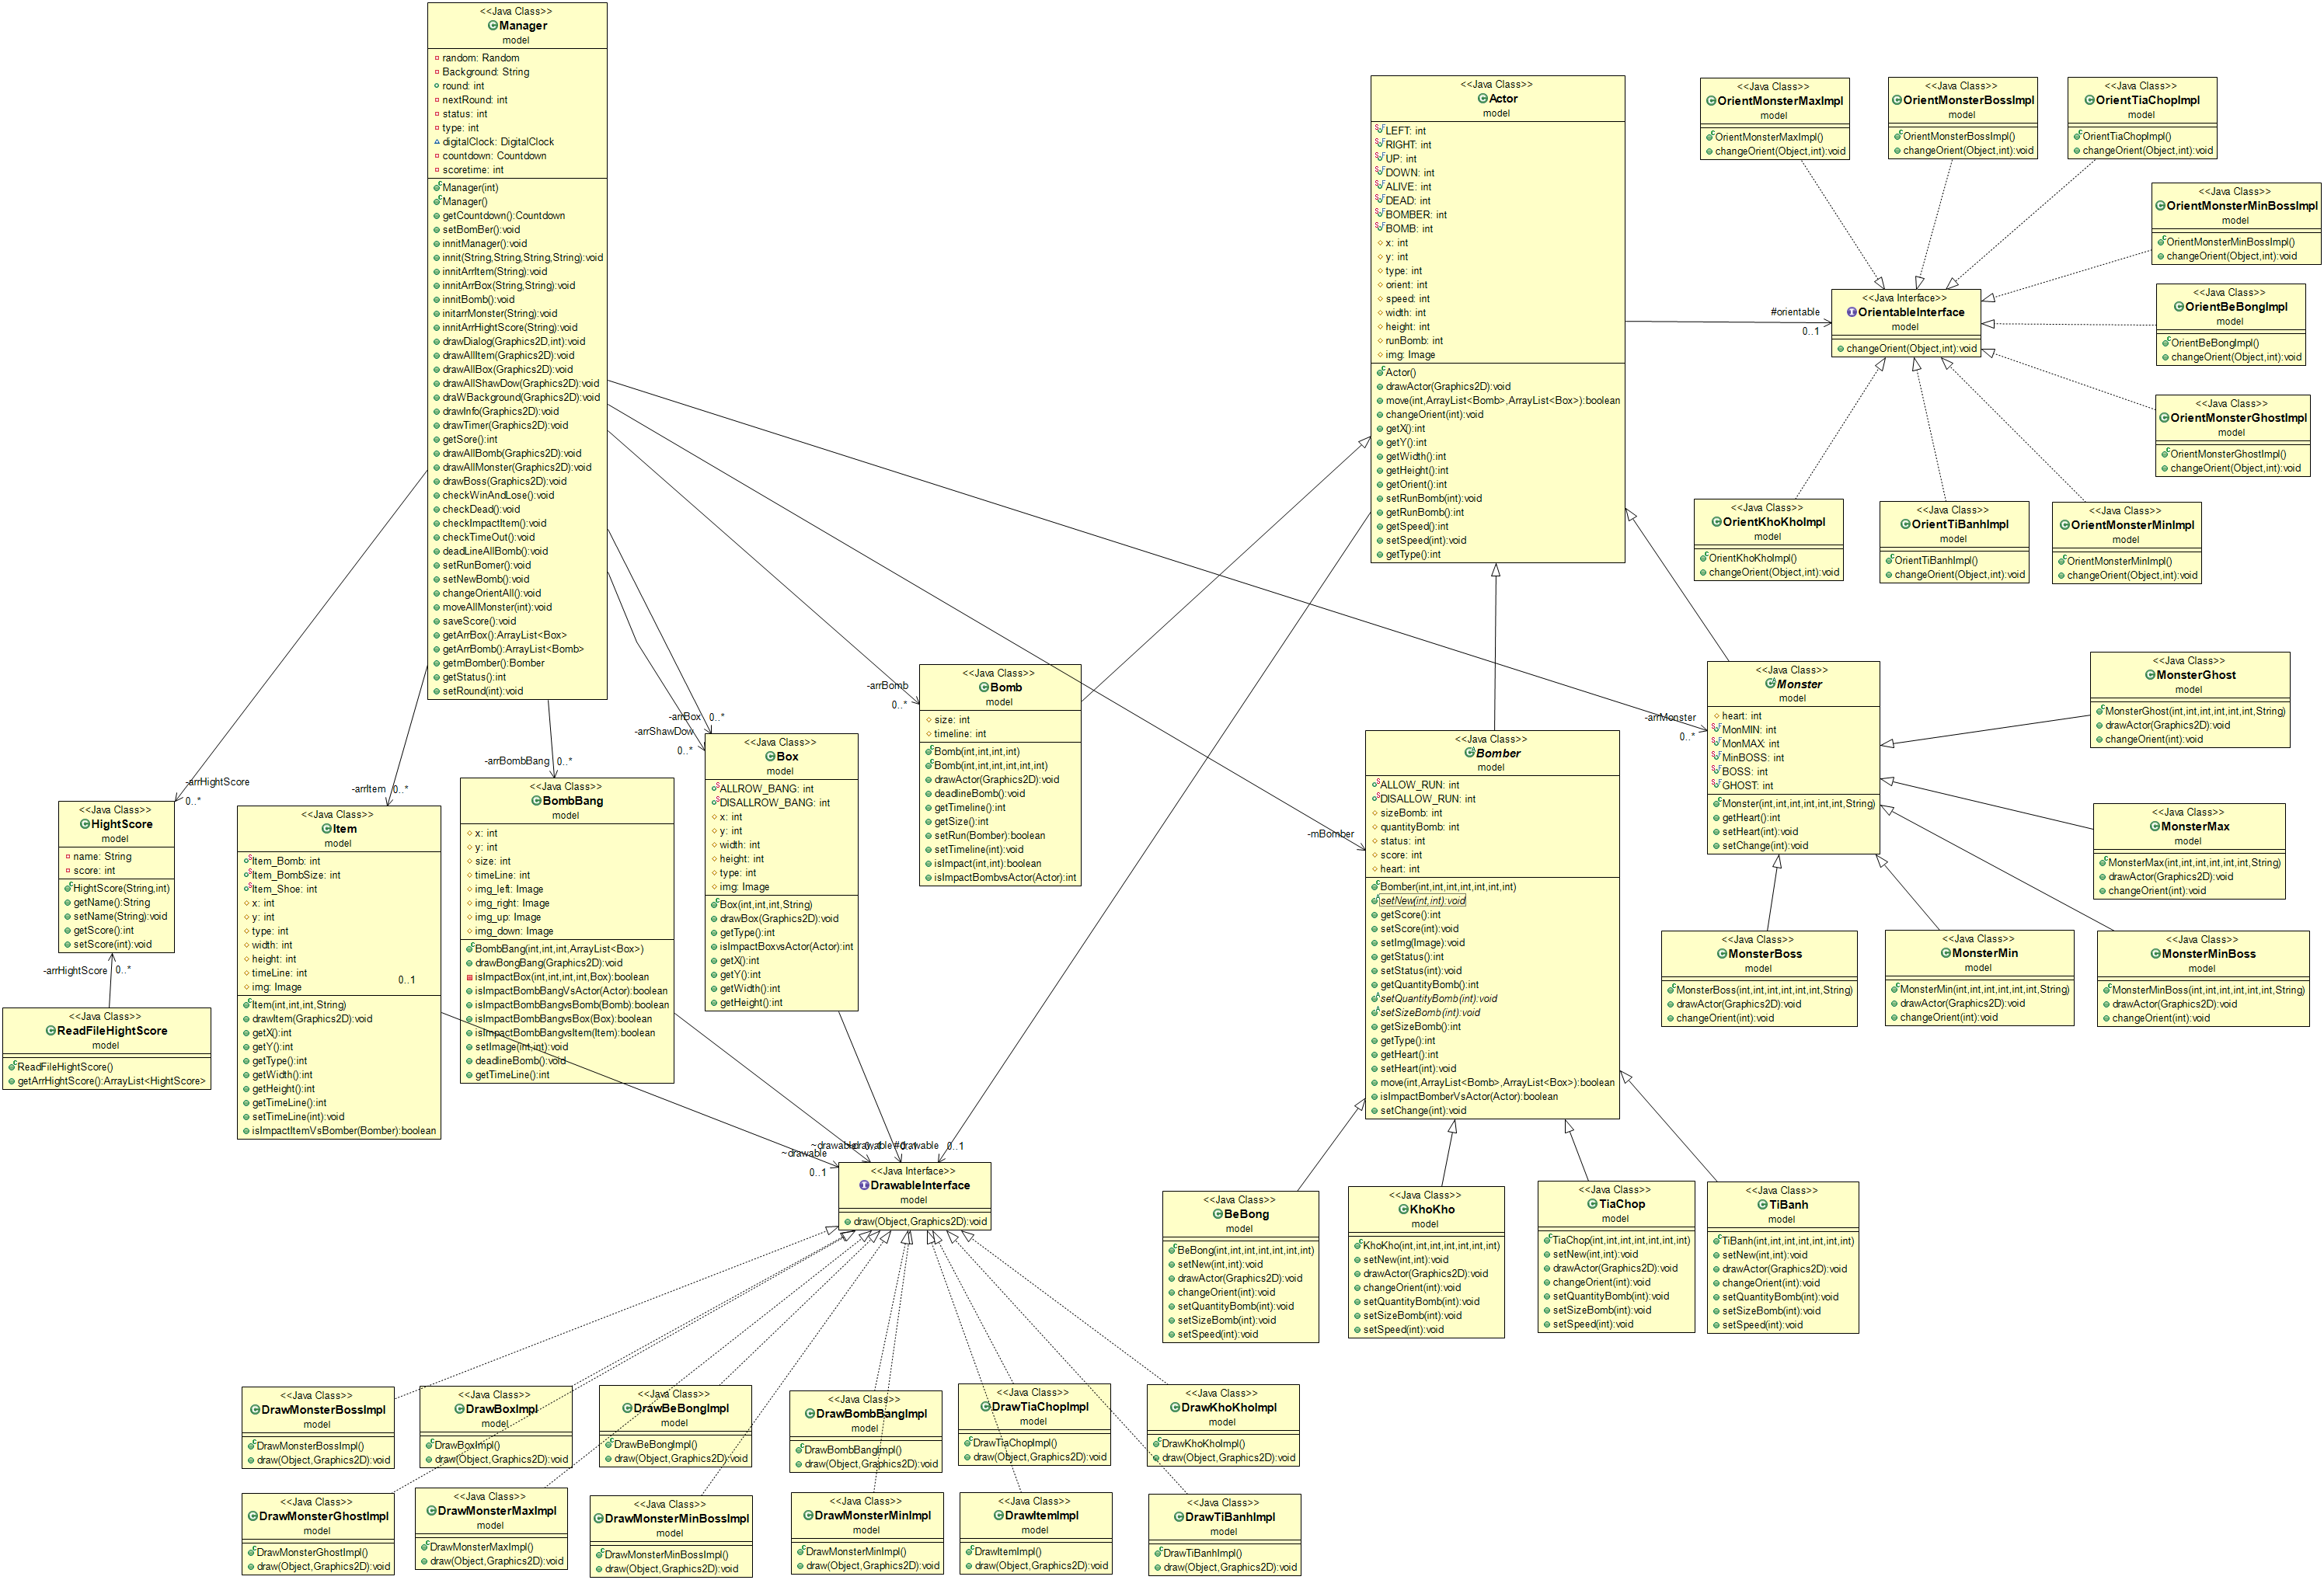 <<Java Class>>
Manager
model
random: Random
Background: String
round: int
nextRound: int
status: int
type: int
digitalClock: DigitalClock
countdown: Countdown
scoretime: int
Manager(int)
Manager()
getCountdown():Countdown
setBomBer():void
innitManager():void
innit(String,String,String,String):void
innitArrItem(String):void
innitArrBox(String,String):void
innitBomb():void
initarrMonster(String):void
innitArrHightScore(String):void
drawDialog(Graphics2D,int):void
drawAllItem(Graphics2D):void
drawAllBox(Graphics2D):void
drawAllShawDow(Graphics2D):void
draWBackground(Graphics2D):void
drawInfo(Graphics2D):void
drawTimer(Graphics2D):void
getSore():int
drawAllBomb(Graphics2D):void
drawAllMonster(Graphics2D):void
drawBoss(Graphics2D):void
checkWinAndLose():void
checkDead():void
checkImpactItem():void
checkTimeOut():void
deadLineAllBomb():void
setRunBomer():void
setNewBomb():void
changeOrientAll():void
moveAllMonster(int):void
saveScore():void
getArrBox():ArrayList<Box>
getArrBomb():ArrayList<Bomb>
getmBomber():Bomber
getStatus():int
setRound(int):void
<<Java Class>>
Actor
model
LEFT: int
RIGHT: int
UP: int
DOWN: int
ALIVE: int
DEAD: int
BOMBER: int
BOMB: int
x: int
y: int
type: int
orient: int
speed: int
width: int
height: int
runBomb: int
img: Image
Actor()
drawActor(Graphics2D):void
move(int,ArrayList<Bomb>,ArrayList<Box>):boolean
changeOrient(int):void
getX():int
getY():int
getWidth():int
getHeight():int
getOrient():int
setRunBomb(int):void
getRunBomb():int
getSpeed():int
setSpeed(int):void
getType():int
<<Java Class>>
OrientMonsterMaxImpl
model
OrientMonsterMaxImpl()
changeOrient(Object,int):void
<<Java Class>>
OrientMonsterBossImpl
model
OrientMonsterBossImpl()
changeOrient(Object,int):void
<<Java Class>>
OrientTiaChopImpl
model
OrientTiaChopImpl()
changeOrient(Object,int):void
<<Java Class>>
OrientMonsterMinBossImpl
model
OrientMonsterMinBossImpl()
changeOrient(Object,int):void
#orientable
0..1
<<Java Interface>>
OrientableInterface
model
changeOrient(Object,int):void
<<Java Class>>
OrientBeBongImpl
model
OrientBeBongImpl()
changeOrient(Object,int):void
<<Java Class>>
OrientMonsterGhostImpl
model
OrientMonsterGhostImpl()
changeOrient(Object,int):void
<<Java Class>>
OrientKhoKhoImpl
model
OrientKhoKhoImpl()
changeOrient(Object,int):void
<<Java Class>>
OrientTiBanhImpl
model
OrientTiBanhImpl()
changeOrient(Object,int):void
<<Java Class>>
OrientMonsterMinImpl
model
OrientMonsterMinImpl()
changeOrient(Object,int):void
-arrHightScore
0..*
<<Java Class>>
HightScore
model
name: String
score: int
HightScore(String,int)
getName():String
setName(String):void
getScore():int
setScore(int):void
-arrHightScore 0..*
<<Java Class>>
ReadFileHightScore
model
ReadFileHightScore()
getArrHightScore():ArrayList<HightScore>
-arrItem 0..*
<<Java Class>>
Item
model
Item_Bomb: int
Item_BombSize: int
Item_Shoe: int
x: int
y: int
type: int
width: int
height: int
timeLine: int
img: Image
0..1
Item(int,int,int,String)
drawItem(Graphics2D):void
getX():int
getY():int
getType():int
getWidth():int
getHeight():int
getTimeLine():int
setTimeLine(int):void
isImpactItemVsBomber(Bomber):boolean
-arrBombBang 0..*
<<Java Class>>
BombBang
model
x: int
y: int
size: int
timeLine: int
img_left: Image
img_right: Image
img_up: Image
img_down: Image
BombBang(int,int,int,ArrayList<Box>)
drawBongBang(Graphics2D):void
isImpactBox(int,int,int,int,Box):boolean
isImpactBombBangVsActor(Actor):boolean
isImpactBombBangvsBomb(Bomb):boolean
isImpactBombBangvsBox(Box):boolean
isImpactBombBangvsItem(Item):boolean
setImage(int,int):void
deadlineBomb():void
getTimeLine():int
-arrBox 0..*
-arrShawDow
0..*
<<Java Class>>
Box
model
ALLROW_BANG: int
DISALLROW_BANG: int
x: int
y: int
width: int
height: int
type: int
img: Image
Box(int,int,int,String)
drawBox(Graphics2D):void
getType():int
isImpactBoxvsActor(Actor):int
getX():int
getY():int
getWidth():int
getHeight():int
-arrBomb
0..*
<<Java Class>>
Bomb
model
size: int
timeline: int
Bomb(int,int,int,int)
Bomb(int,int,int,int,int,int)
drawActor(Graphics2D):void
deadlineBomb():void
getTimeline():int
getSize():int
setRun(Bomber):boolean
setTimeline(int):void
isImpact(int,int):boolean
isImpactBombvsActor(Actor):int
-mBomber
<<Java Class>>
Bomber
model
ALLOW_RUN: int
DISALLOW_RUN: int
sizeBomb: int
quantityBomb: int
status: int
score: int
heart: int
Bomber(int,int,int,int,int,int,int)
setNew(int,int):void
getScore():int
setScore(int):void
setImg(Image):void
getStatus():int
setStatus(int):void
getQuantityBomb():int
setQuantityBomb(int):void
setSizeBomb(int):void
getSizeBomb():int
getType():int
getHeart():int
setHeart(int):void
move(int,ArrayList<Bomb>,ArrayList<Box>):boolean
isImpactBomberVsActor(Actor):boolean
setChange(int):void
-arrMonster
0..*
<<Java Class>>
Monster
model
heart: int
MonMIN: int
MonMAX: int
MinBOSS: int
BOSS: int
GHOST: int
Monster(int,int,int,int,int,int,String)
getHeart():int
setHeart(int):void
setChange(int):void
<<Java Class>>
MonsterGhost
model
MonsterGhost(int,int,int,int,int,int,String)
drawActor(Graphics2D):void
changeOrient(int):void
<<Java Class>>
MonsterMax
model
MonsterMax(int,int,int,int,int,int,String)
drawActor(Graphics2D):void
changeOrient(int):void
<<Java Class>>
MonsterBoss
model
MonsterBoss(int,int,int,int,int,int,String)
drawActor(Graphics2D):void
changeOrient(int):void
<<Java Class>>
MonsterMin
model
MonsterMin(int,int,int,int,int,int,String)
drawActor(Graphics2D):void
changeOrient(int):void
<<Java Class>>
MonsterMinBoss
model
MonsterMinBoss(int,int,int,int,int,int,String)
drawActor(Graphics2D):void
changeOrient(int):void
~drawable
0..1
#drawable 0..1
<<Java Interface>>
DrawableInterface
model
draw(Object,Graphics2D):void
<<Java Class>>
BeBong
model
BeBong(int,int,int,int,int,int,int)
setNew(int,int):void
drawActor(Graphics2D):void
changeOrient(int):void
setQuantityBomb(int):void
setSizeBomb(int):void
setSpeed(int):void
<<Java Class>>
KhoKho
model
KhoKho(int,int,int,int,int,int,int)
setNew(int,int):void
drawActor(Graphics2D):void
changeOrient(int):void
setQuantityBomb(int):void
setSizeBomb(int):void
setSpeed(int):void
<<Java Class>>
TiaChop
model
TiaChop(int,int,int,int,int,int,int)
setNew(int,int):void
drawActor(Graphics2D):void
changeOrient(int):void
setQuantityBomb(int):void
setSizeBomb(int):void
setSpeed(int):void
<<Java Class>>
TiBanh
model
TiBanh(int,int,int,int,int,int,int)
setNew(int,int):void
drawActor(Graphics2D):void
changeOrient(int):void
setQuantityBomb(int):void
setSizeBomb(int):void
setSpeed(int):void
<<Java Class>>
DrawMonsterBossImpl
model
DrawMonsterBossImpl()
draw(Object,Graphics2D):void
<<Java Class>>
DrawBoxImpl
model
DrawBoxImpl()
draw(Object,Graphics2D):void
<<Java Class>>
DrawBeBongImpl
model
DrawBeBongImpl()
draw(Object,Graphics2D):void
<<Java Class>>
DrawBombBangImpl
model
DrawBombBangImpl()
draw(Object,Graphics2D):void
<<Java Class>>
DrawTiaChopImpl
model
DrawTiaChopImpl()
draw(Object,Graphics2D):void
<<Java Class>>
DrawKhoKhoImpl
model
DrawKhoKhoImpl()
draw(Object,Graphics2D):void
<<Java Class>>
DrawMonsterGhostImpl
model
DrawMonsterGhostImpl()
draw(Object,Graphics2D):void
<<Java Class>>
DrawMonsterMaxImpl
model
DrawMonsterMaxImpl()
draw(Object,Graphics2D):void
<<Java Class>>
DrawMonsterMinBossImpl
model
DrawMonsterMinBossImpl()
draw(Object,Graphics2D):void
<<Java Class>>
DrawMonsterMinImpl
model
DrawMonsterMinImpl()
draw(Object,Graphics2D):void
<<Java Class>>
DrawItemImpl
model
DrawItemImpl()
draw(Object,Graphics2D):void
<<Java Class>>
DrawTiBanhImpl
model
DrawTiBanhImpl()
draw(Object,Graphics2D):void